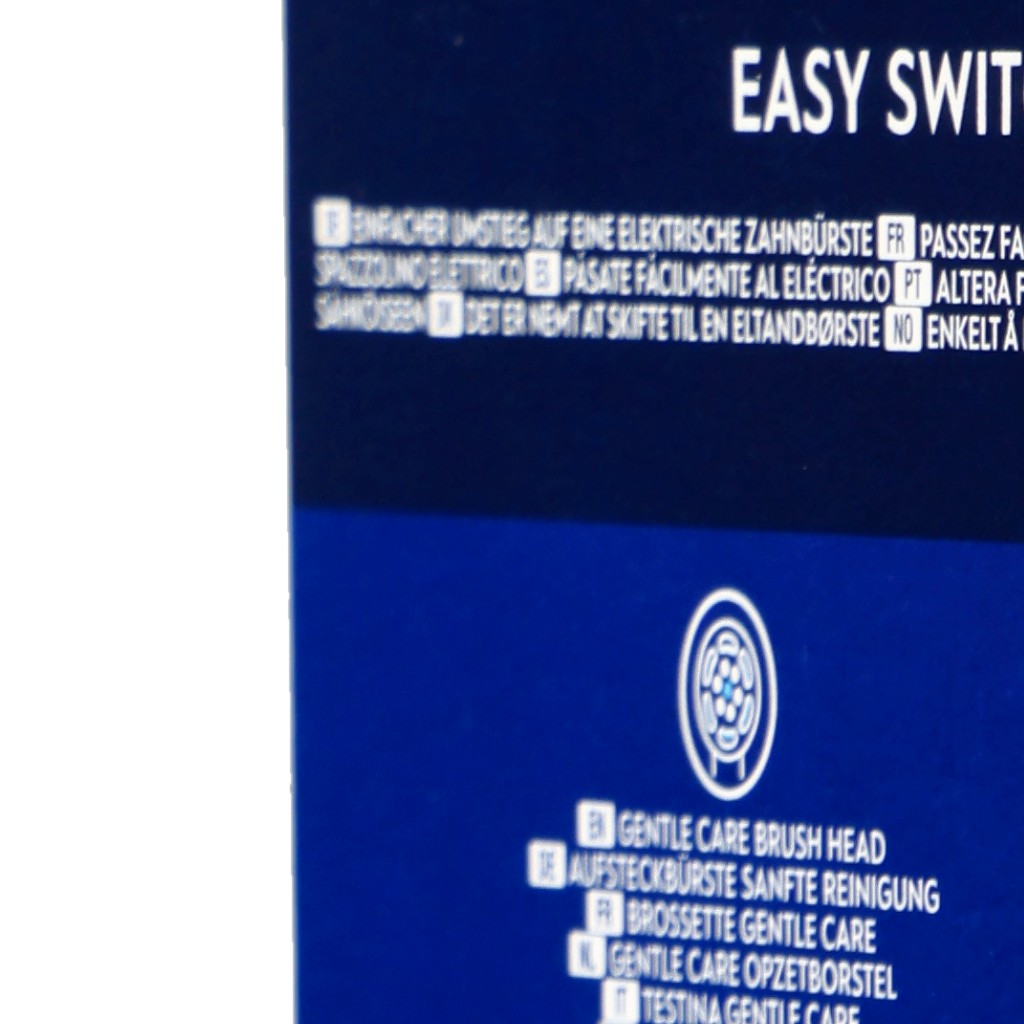 EASY SWIT
DE EINFACHER UMSTIEG AUF EINE ELEKTRISCHE ZAHNBÜRSTE FR PASSEZ FA
SPAZZOLINO ELETTRICO ES PÁSATE FÁCILMENTE AL ELÉCTRICO PT ALTERA F
SÄHKÖISEEN DA DET ER NEMT AT SKIFTE TIL EN ELTANDBØRSTE NO ENKELT Å
EN GENTLE CARE BRUSH HEAD
DE AUFSTECKBÜRSTE SANFTE REINIGUNG
FR BROSSETTE GENTLE CARE
NL GENTLE CARE OPZETBORSTEL
IT TESTINA GENTLE CARE